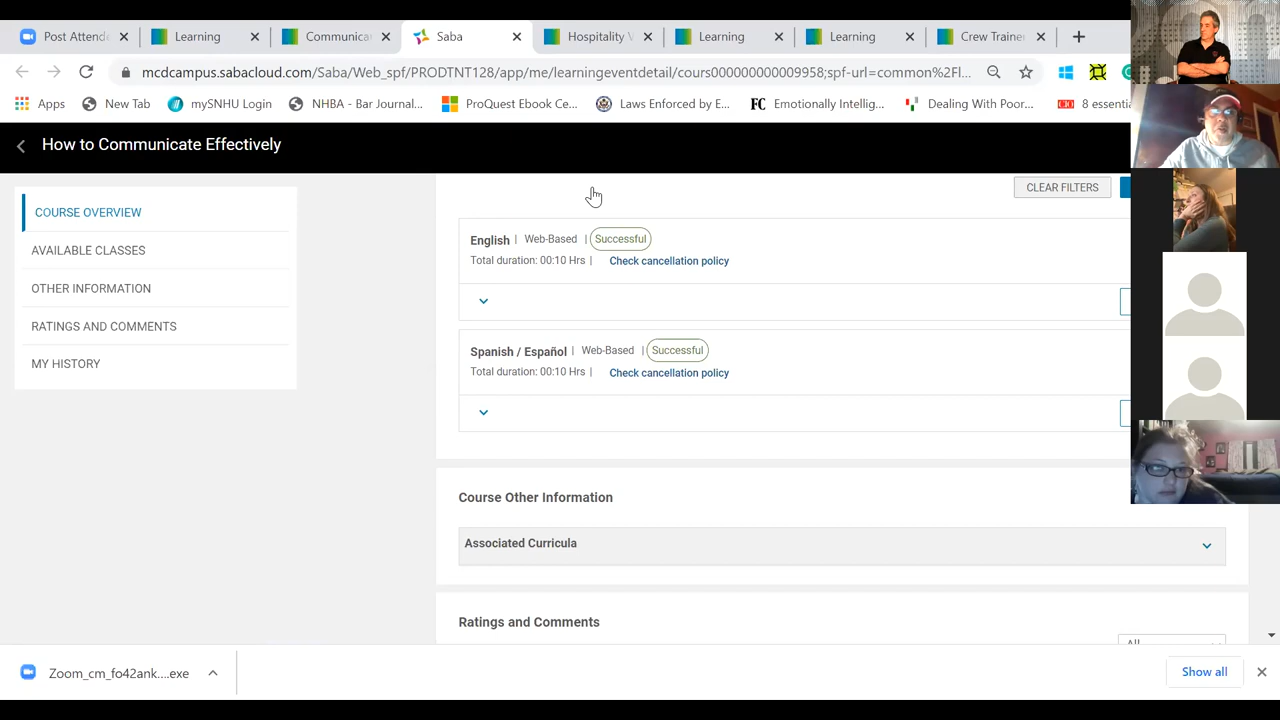 Post Attende
Learning
Communica
Saba
Hospitality V
Learning
Learning
Crew Traine
mcdcampus.sabacloud.com/Saba/Web_spf/PRODTNT128/app/me/learningeventdetail/cours000000000009958;spf-url=common%2Fl...
Apps
New Tab
mySNHU Login
NHBA - Bar Journal...
ProQuest Ebook Ce...
Laws Enforced by E...
FC Emotionally Intellig...
Dealing With Poor...
CIO 8 essenti
How to Communicate Effectively
CLEAR FILTERS
COURSE OVERVIEW
AVAILABLE CLASSES
OTHER INFORMATION
RATINGS AND COMMENTS
MY HISTORY
English | Web-Based | Successful
Total duration: 00:10 Hrs | Check cancellation policy
Spanish / Español | Web-Based | Successful
Total duration: 00:10 Hrs | Check cancellation policy
Course Other Information
Associated Curricula
Ratings and Comments
All
Zoom_cm_fo42ank....exe
Show all